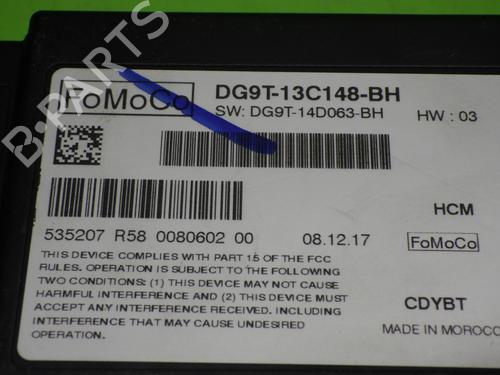 FoMoCo
DG9T-13C148-BH
SW: DG9T-14D063-BH
HW : 03
HCM
535207 R58 0080602 00
08.12.17
FoMoCo
THIS DEVICE COMPLIES WITH PART 15 OF THE FCC
RULES. OPERATION IS SUBJECT TO THE FOLLOWING
TWO CONDITIONS: (1) THIS DEVICE MAY NOT CAUSE
HARMFUL INTERFERENCE AND (2) THIS DEVICE MUST
ACCEPT ANY INTERFERENCE RECEIVED. INCLUDING
INTERFERENCE THAT MAY CAUSE UNDESIRED
OPERATION.
CDYBT
MADE IN MOROCC
B-PARTS